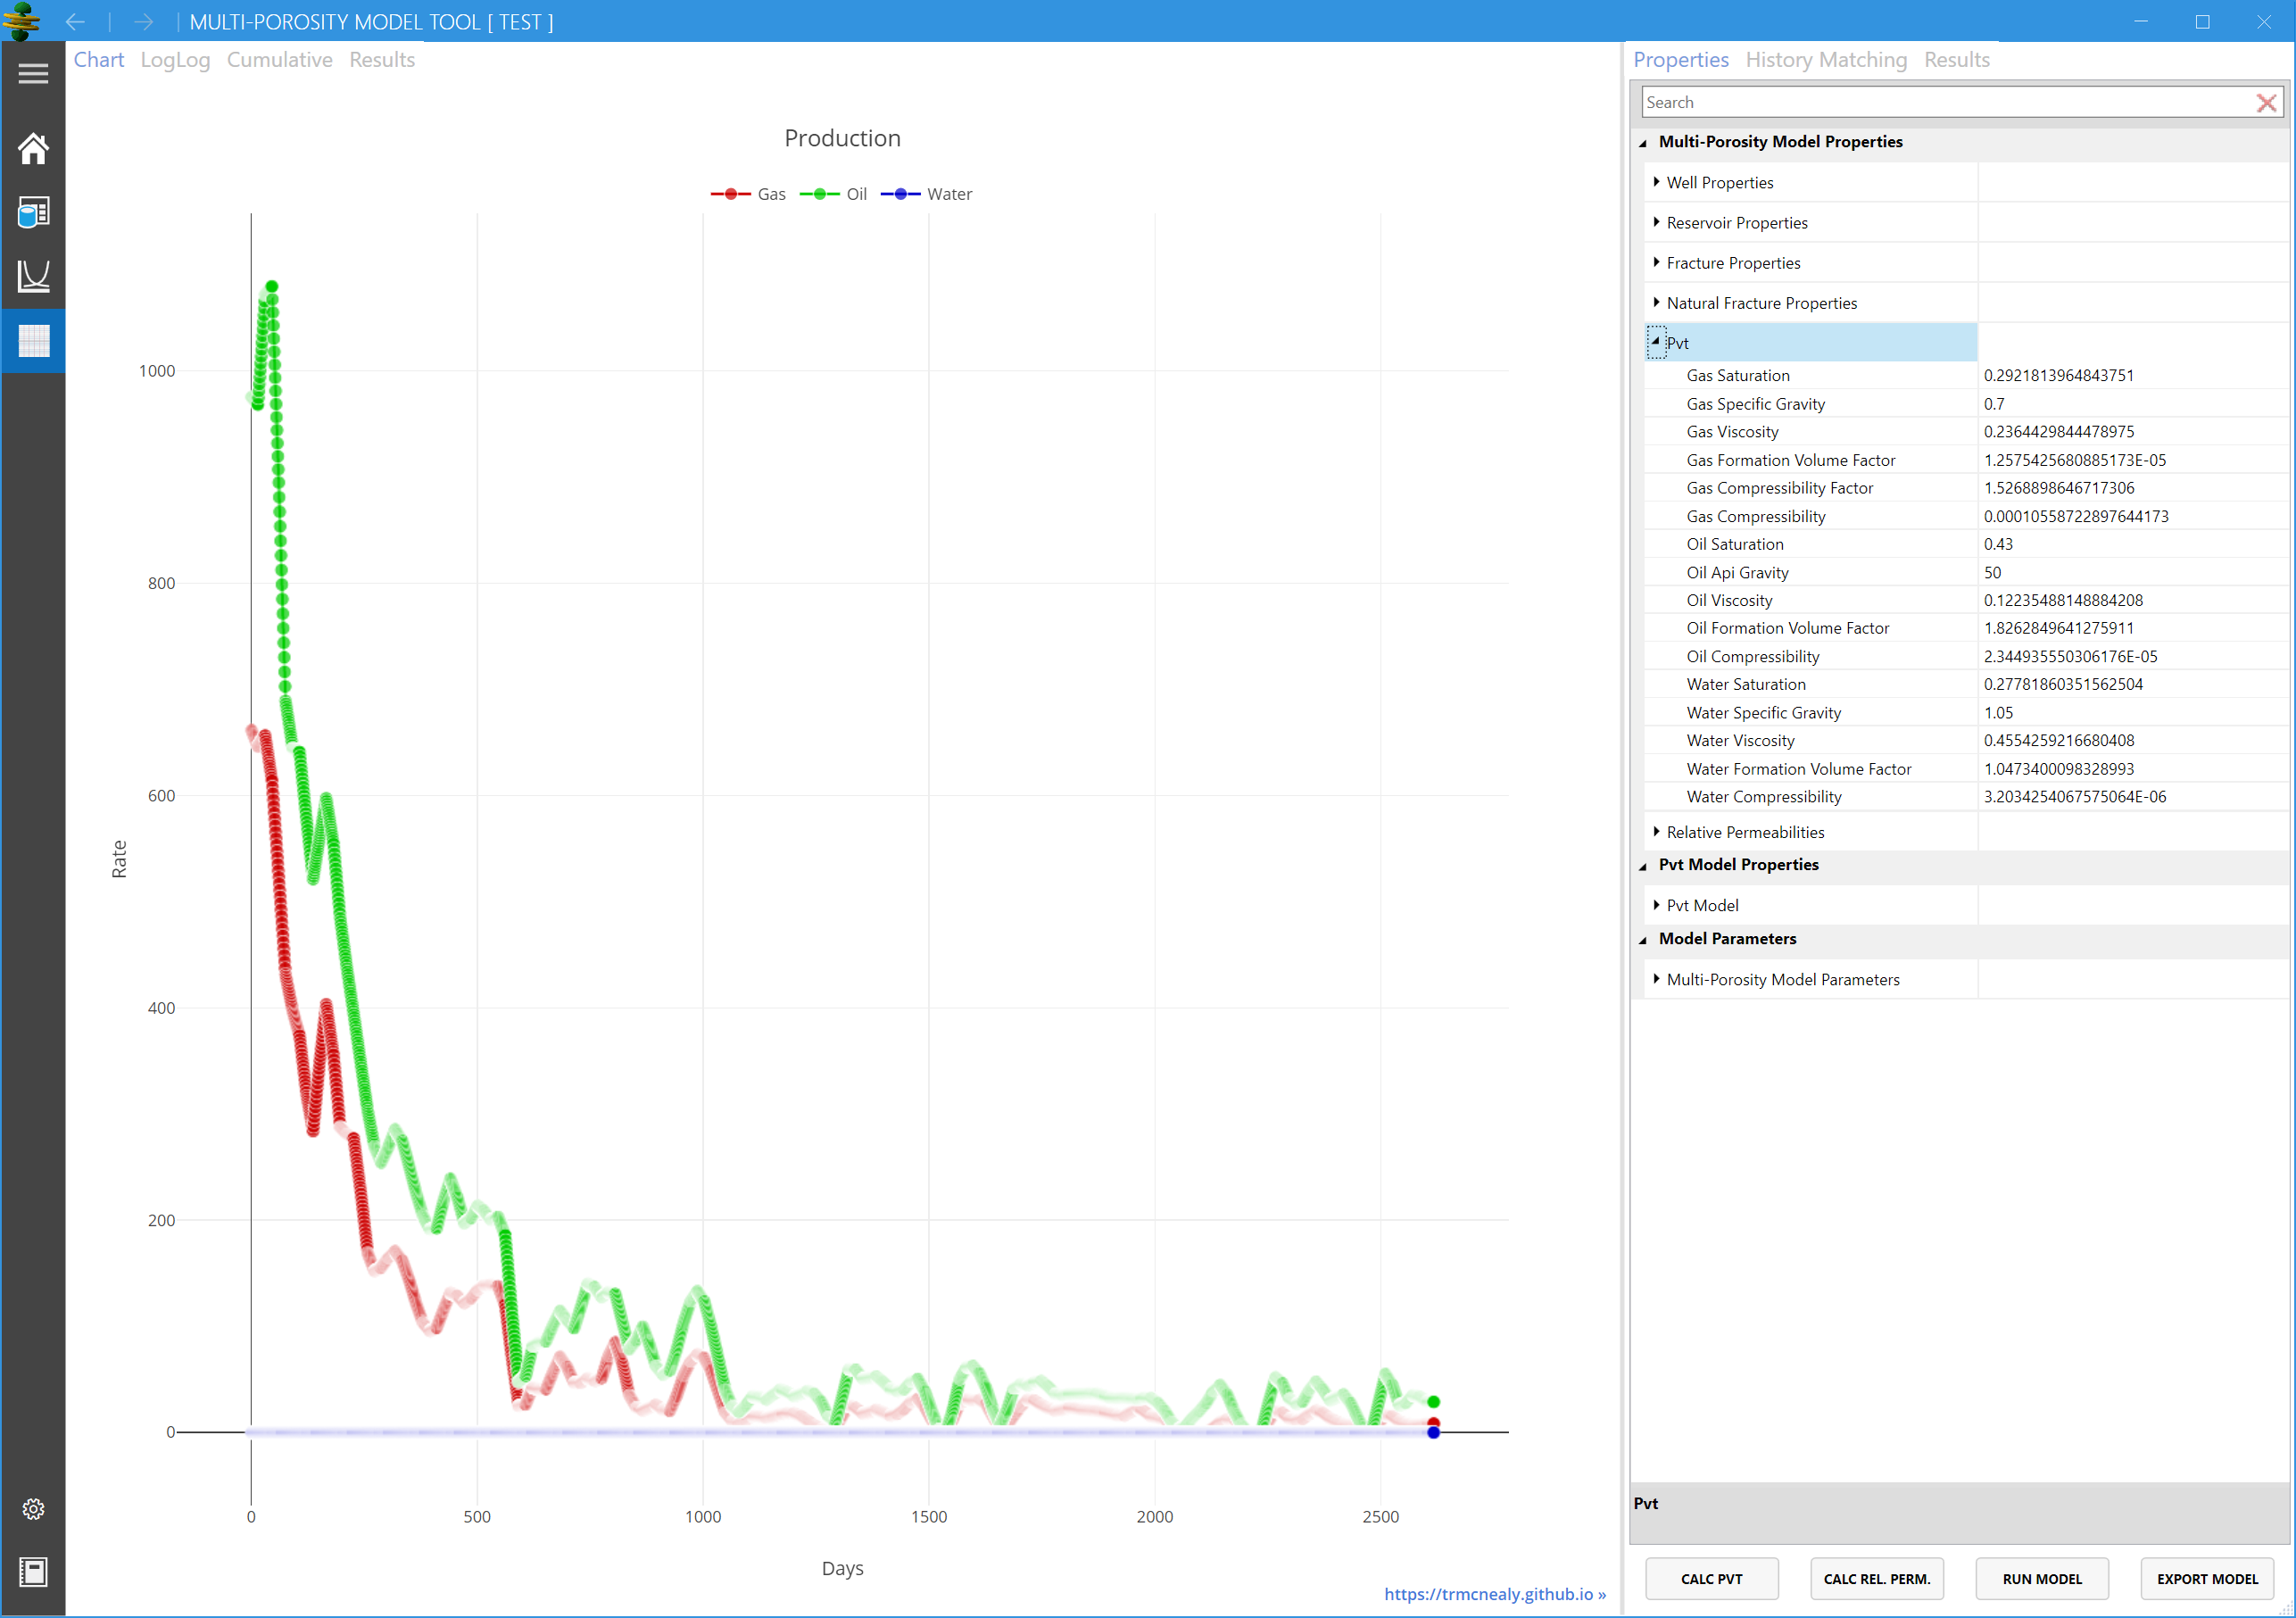 MULTI-POROSITY MODEL TOOL [ TEST ]
Chart LogLog Cumulative Results
Production
Gas Oil Water
1000
800
600
400
200
0
Rate
0 500 1000 1500 2000 2500
Days
https://trmcnealy.github.io »
Properties History Matching Results
Search
Multi-Porosity Model Properties
Well Properties
Reservoir Properties
Fracture Properties
Natural Fracture Properties
Pvt
Gas Saturation 0.2921813964843751
Gas Specific Gravity 0.7
Gas Viscosity 0.2364429844478975
Gas Formation Volume Factor 1.2575425680885173E-05
Gas Compressibility Factor 1.5268898646717306
Gas Compressibility 0.00010558722897644173
Oil Saturation 0.43
Oil Api Gravity 50
Oil Viscosity 0.12235488148884208
Oil Formation Volume Factor 1.8262849641275911
Oil Compressibility 2.344935550306176E-05
Water Saturation 0.27781860351562504
Water Specific Gravity 1.05
Water Viscosity 0.4554259216680408
Water Formation Volume Factor 1.0473400098328993
Water Compressibility 3.2034254067575064E-06
Relative Permeabilities
Pvt Model Properties
Pvt Model
Model Parameters
Multi-Porosity Model Parameters
Pvt
CALC PVT CALC REL. PERM. RUN MODEL EXPORT MODEL